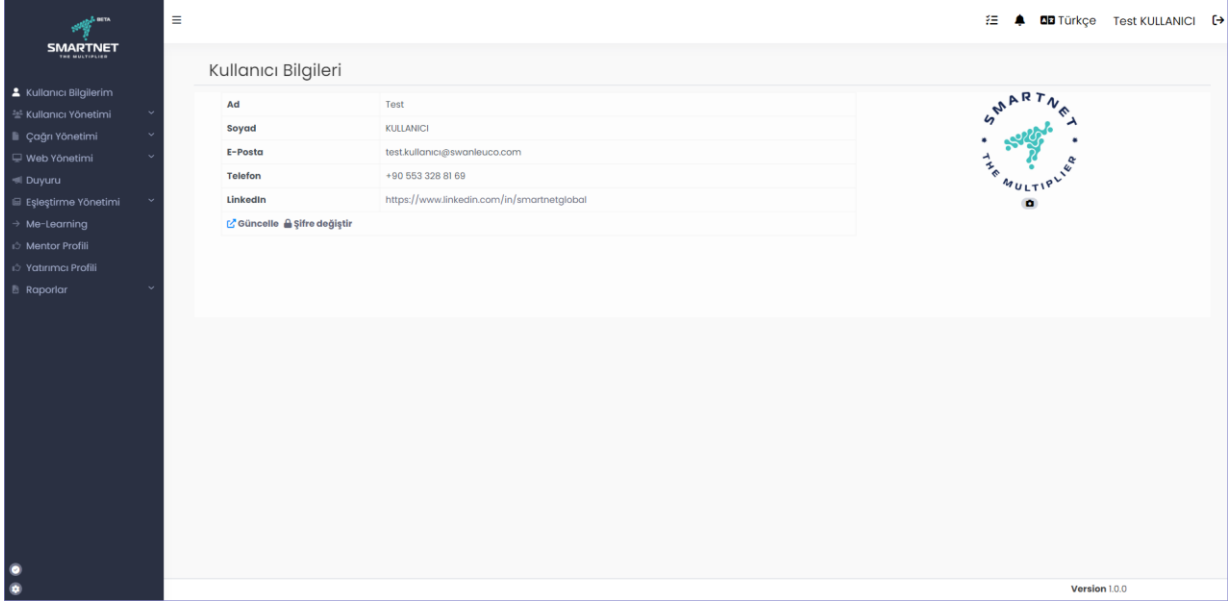 BETA
SMARTNET
THE MULTIPLIER
Türkçe
Test KULLANICI
Kullanıcı Bilgilerim
Kullanıcı Yönetimi
Çağrı Yönetimi
Web Yönetimi
Duyuru
Eşleştirme Yönetimi
Me-Learning
Mentor Profili
Yatırımcı Profili
Raporlar
Kullanıcı Bilgileri
Ad Test
Soyad KULLANICI
E-Posta test.kullanıcı@swanleuco.com
Telefon +90 553 328 81 69
LinkedIn https://www.linkedin.com/in/smartnetglobal
Güncelle Şifre değiştir
SMARTNET
THE MULTIPLIER
Version 1.0.0